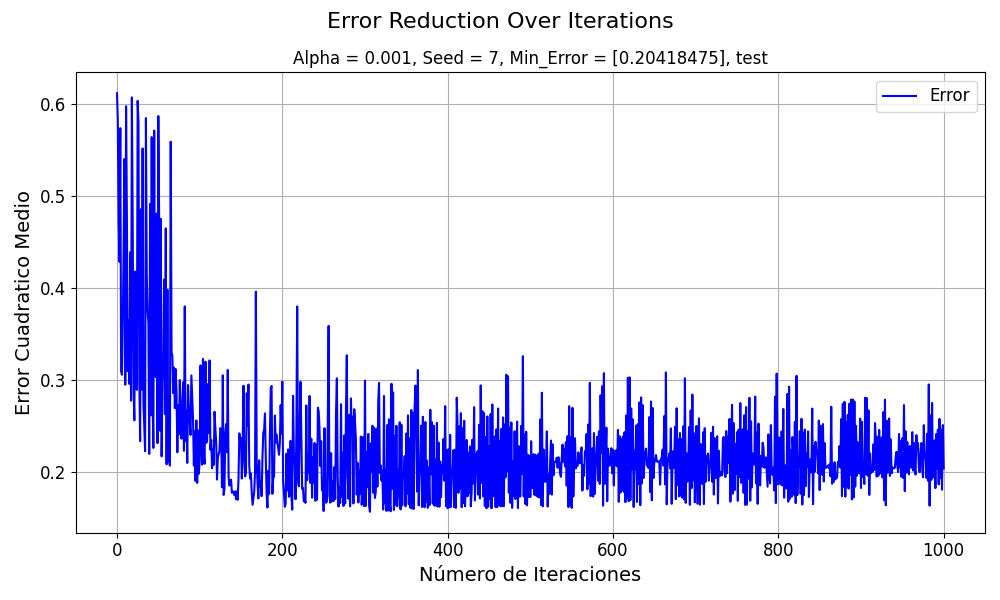 Error Reduction Over Iterations
Alpha = 0.001, Seed = 7, Min_Error = [0.20418475], test
Error
0.6
0.5
0.4
0.3
0.2
Error Cuadratico Medio
0 200 400 600 800 1000
Número de Iteraciones